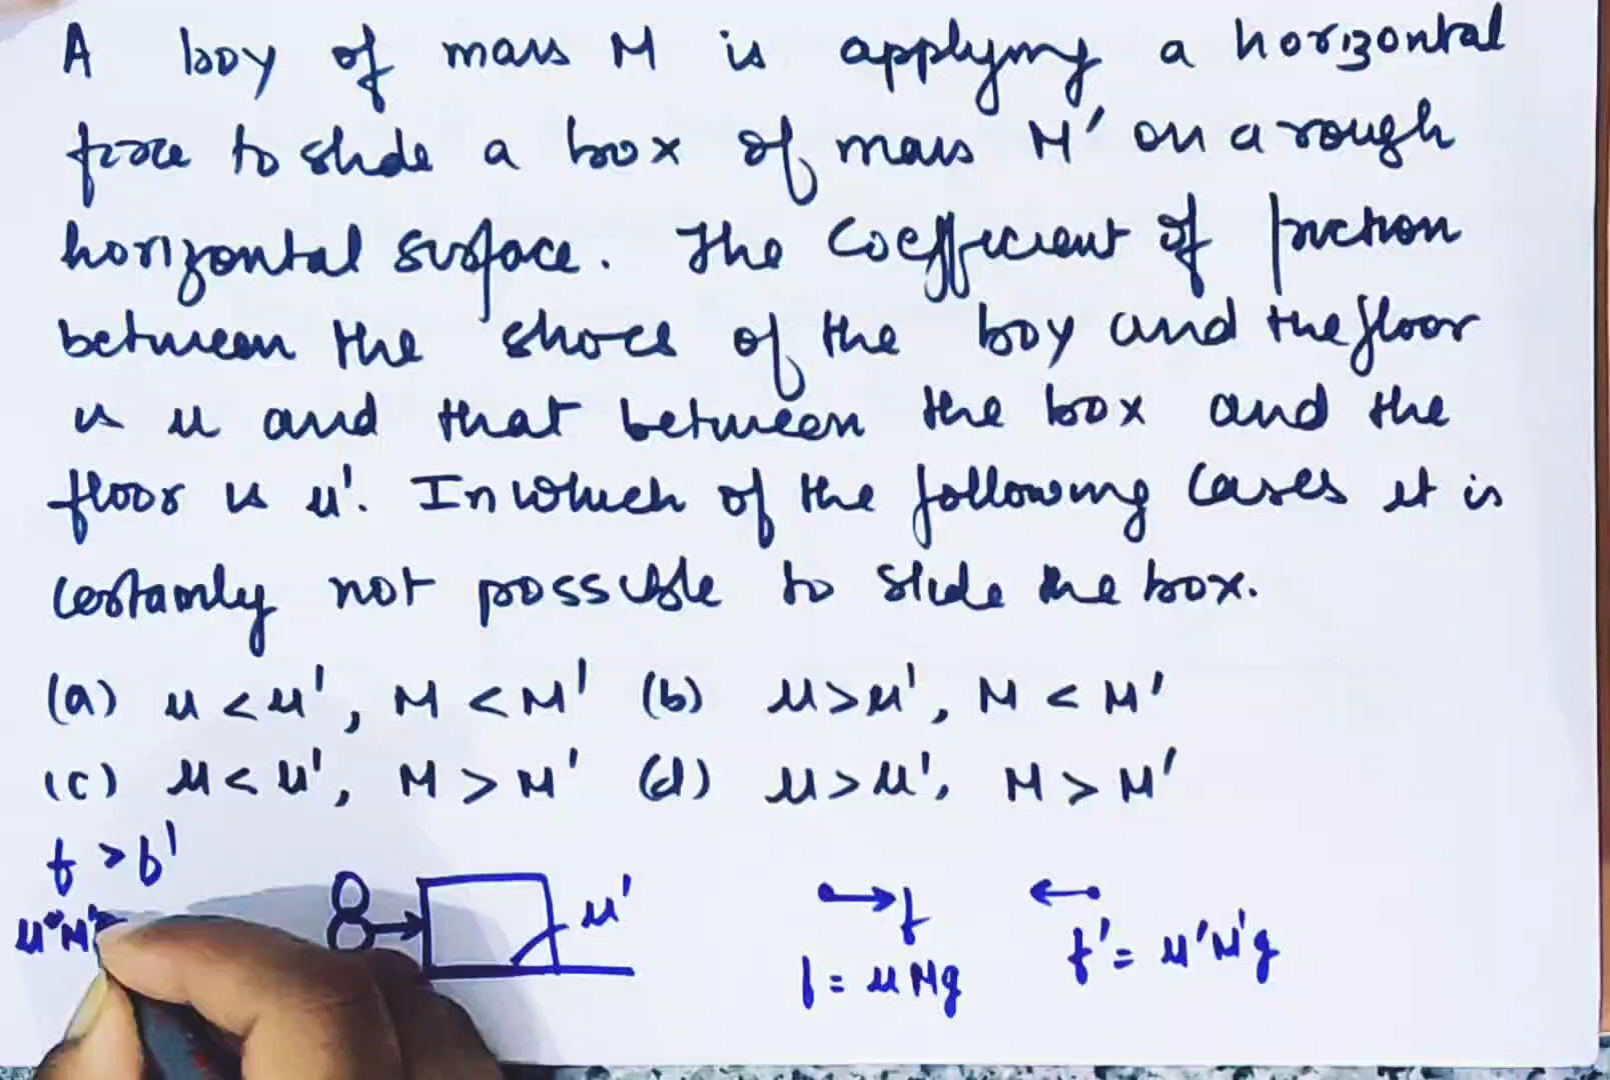 A boy of mass M is applying a horizontal
force to slide a box of mass M' on a rough
horizontal surface. The coefficient of friction
between the shoes of the boy and the floor
is μ and that between the box and the
floor is μ'. In which of the following cases it is
certainly not possible to slide the box.
(a) μ < μ', M < M' (b) μ > μ', M < M'
(c) μ < μ', M > M' (d) μ > μ', M > M'
f > f'
μ'
f
f = μMg
f' = μ'M'g